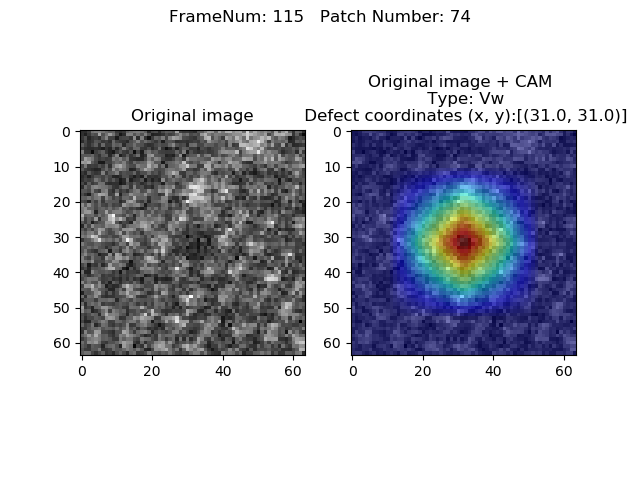 FrameNum: 115   Patch Number: 74
Original image
Original image + CAM
Type: Vw
Defect coordinates (x, y):[(31.0, 31.0)]
0
10
20
30
40
50
60
0 20 40 60
0
10
20
30
40
50
60
0 20 40 60